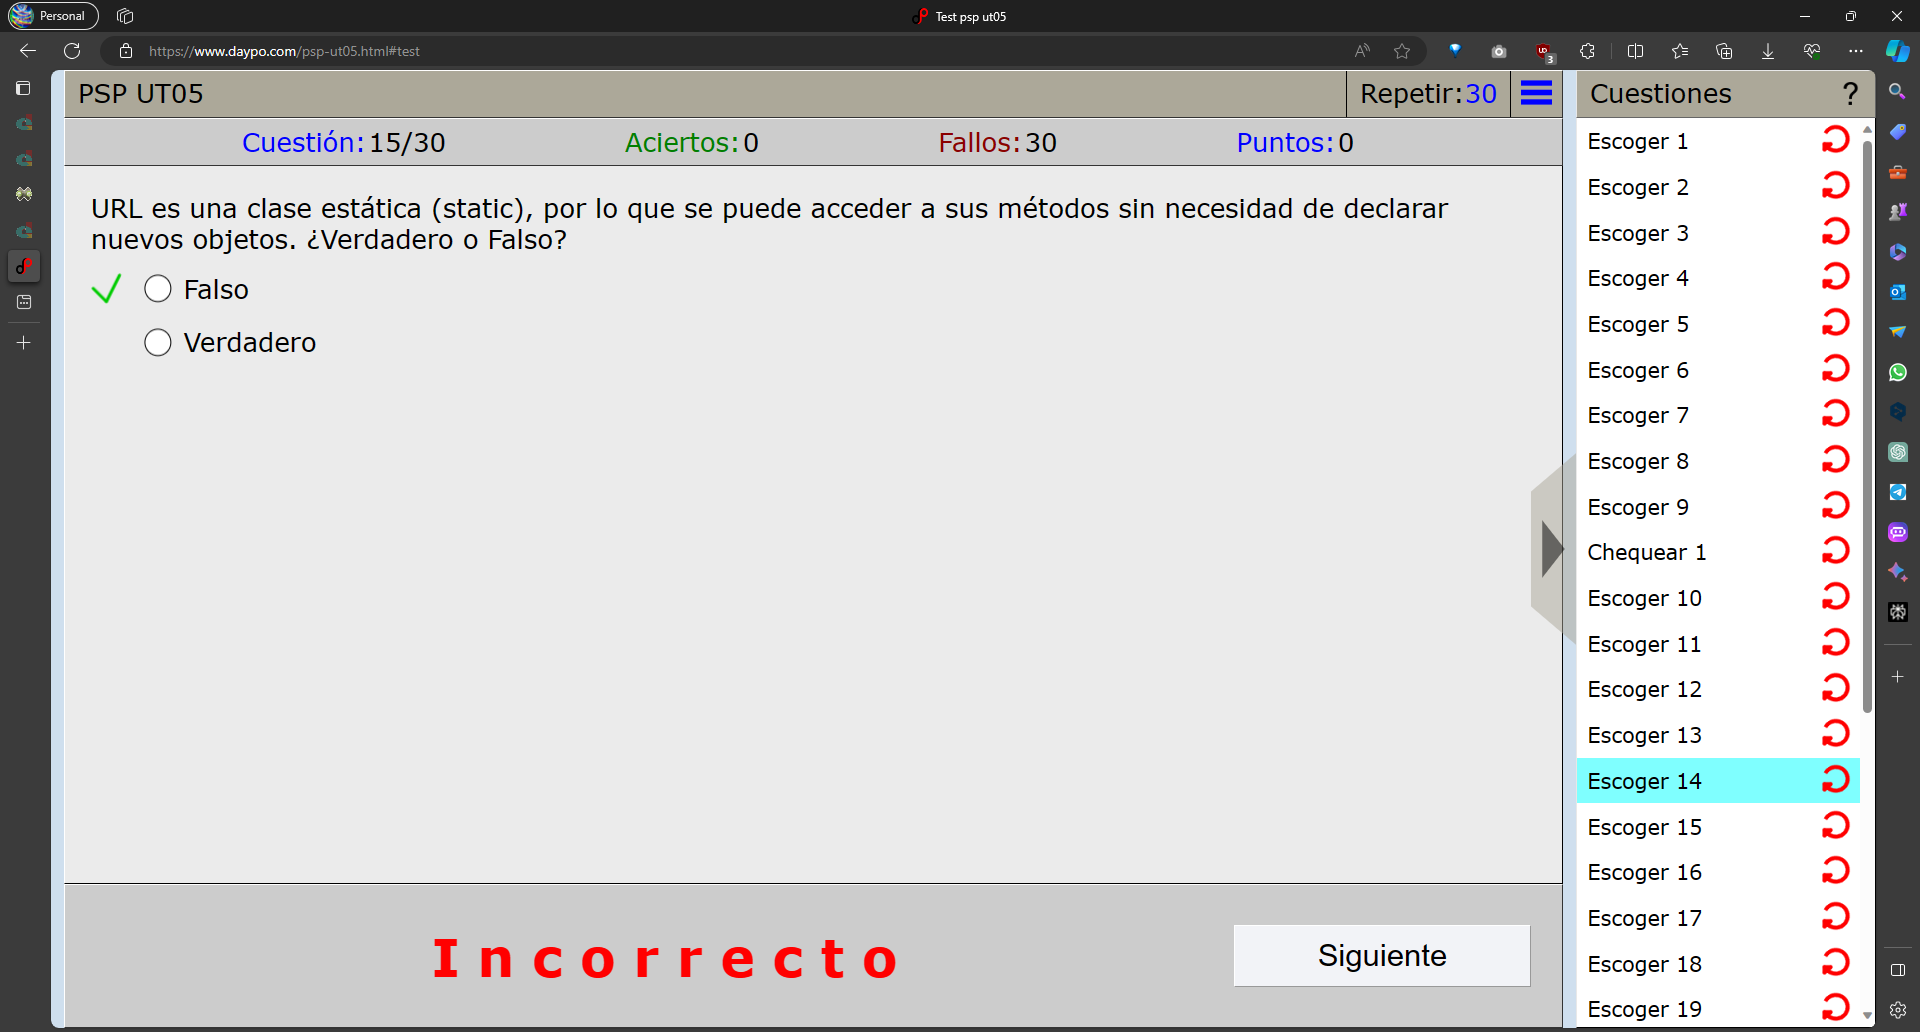 Personal
Test psp ut05
https://www.daypo.com/psp-ut05.html#test
3
PSP UT05
Repetir:30
Cuestiones
?
Cuestión:15/30
Aciertos:0
Fallos:30
Puntos:0
URL es una clase estática (static), por lo que se puede acceder a sus métodos sin necesidad de declarar
nuevos objetos. ¿Verdadero o Falso?
Falso
Verdadero
Incorrecto
Siguiente
Escoger 1
Escoger 2
Escoger 3
Escoger 4
Escoger 5
Escoger 6
Escoger 7
Escoger 8
Escoger 9
Chequear 1
Escoger 10
Escoger 11
Escoger 12
Escoger 13
Escoger 14
Escoger 15
Escoger 16
Escoger 17
Escoger 18
Escoger 19